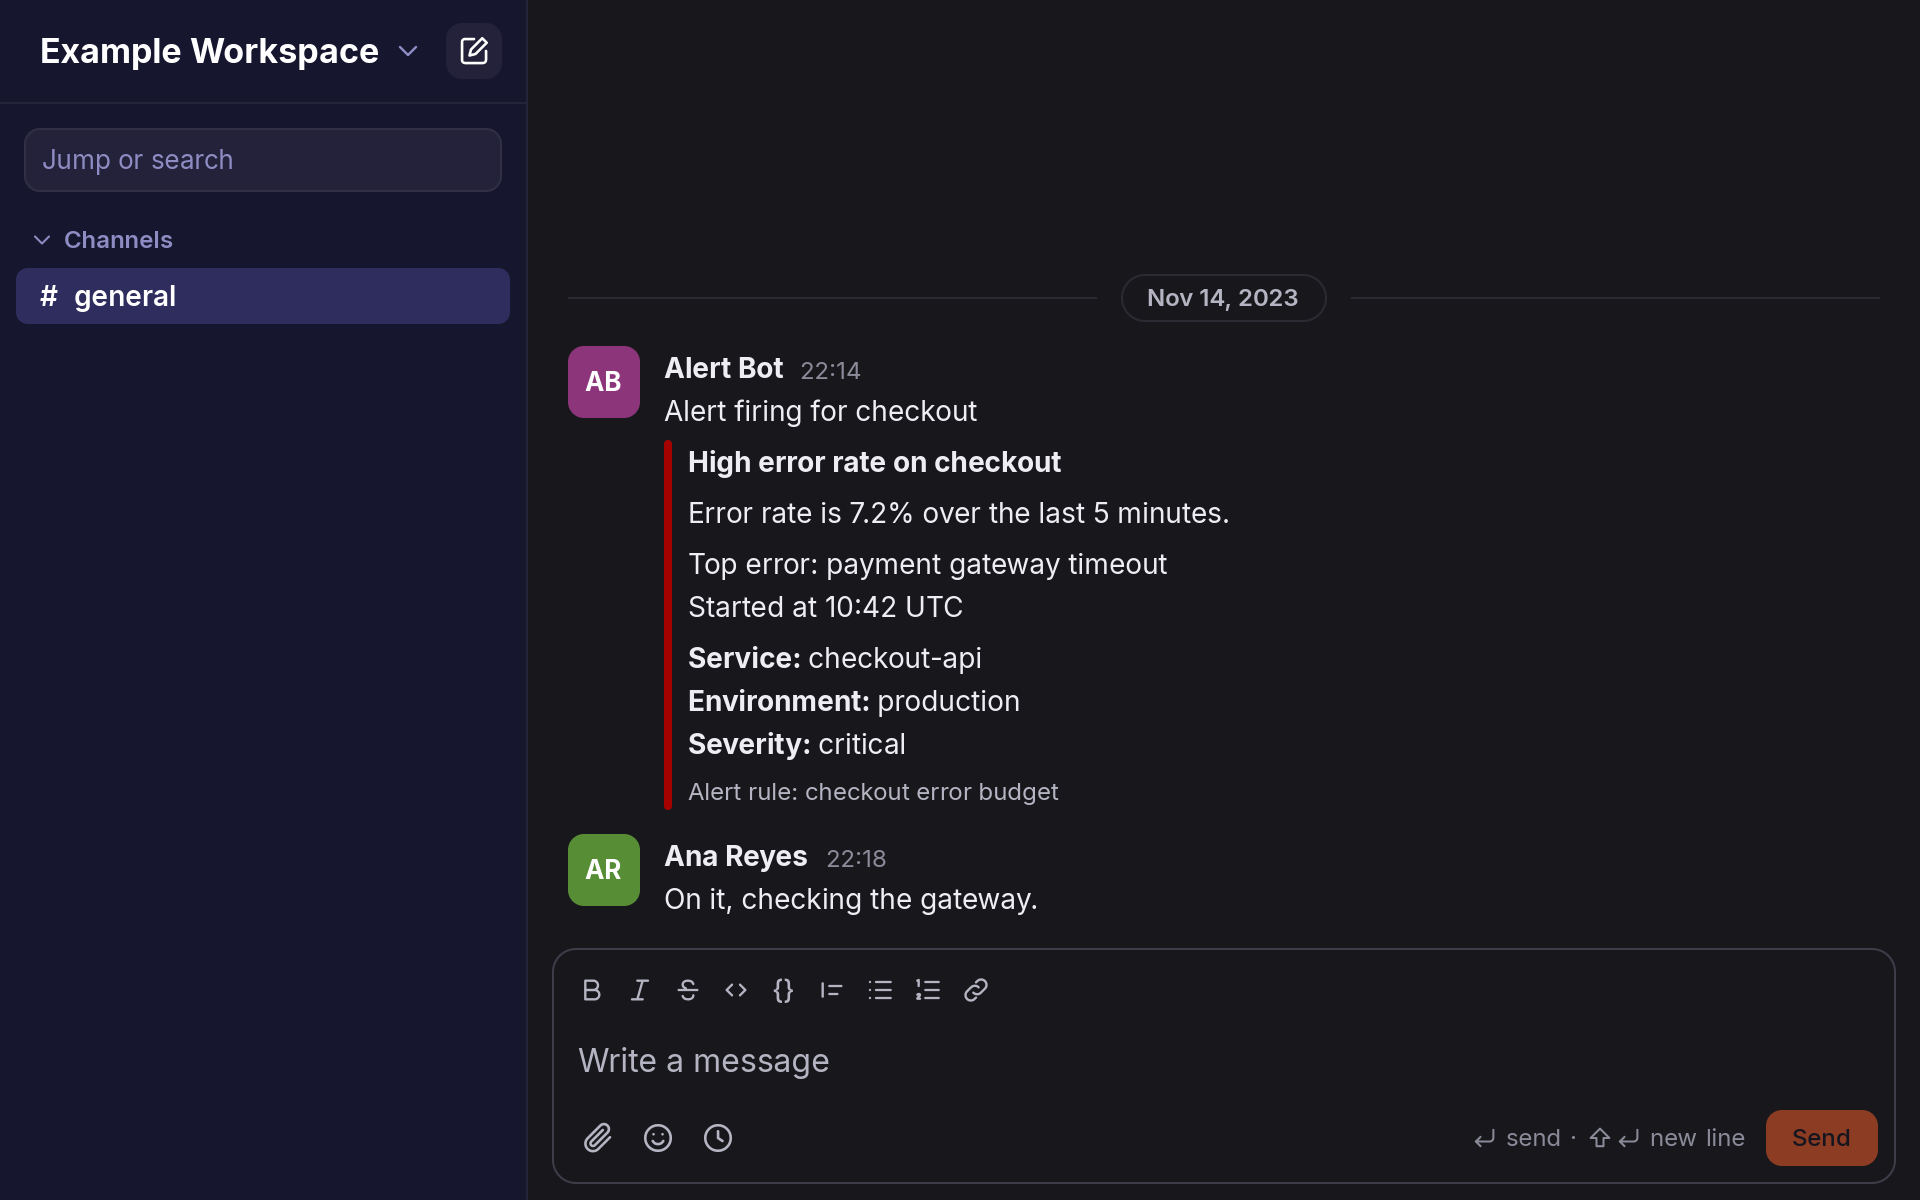 Example Workspace
Jump or search
Channels
# general
Nov 14, 2023
AB
Alert Bot 22:14
Alert firing for checkout
High error rate on checkout
Error rate is 7.2% over the last 5 minutes.
Top error: payment gateway timeout
Started at 10:42 UTC
Service: checkout-api
Environment: production
Severity: critical
Alert rule: checkout error budget
AR
Ana Reyes 22:18
On it, checking the gateway.
Write a message
send · new line
Send